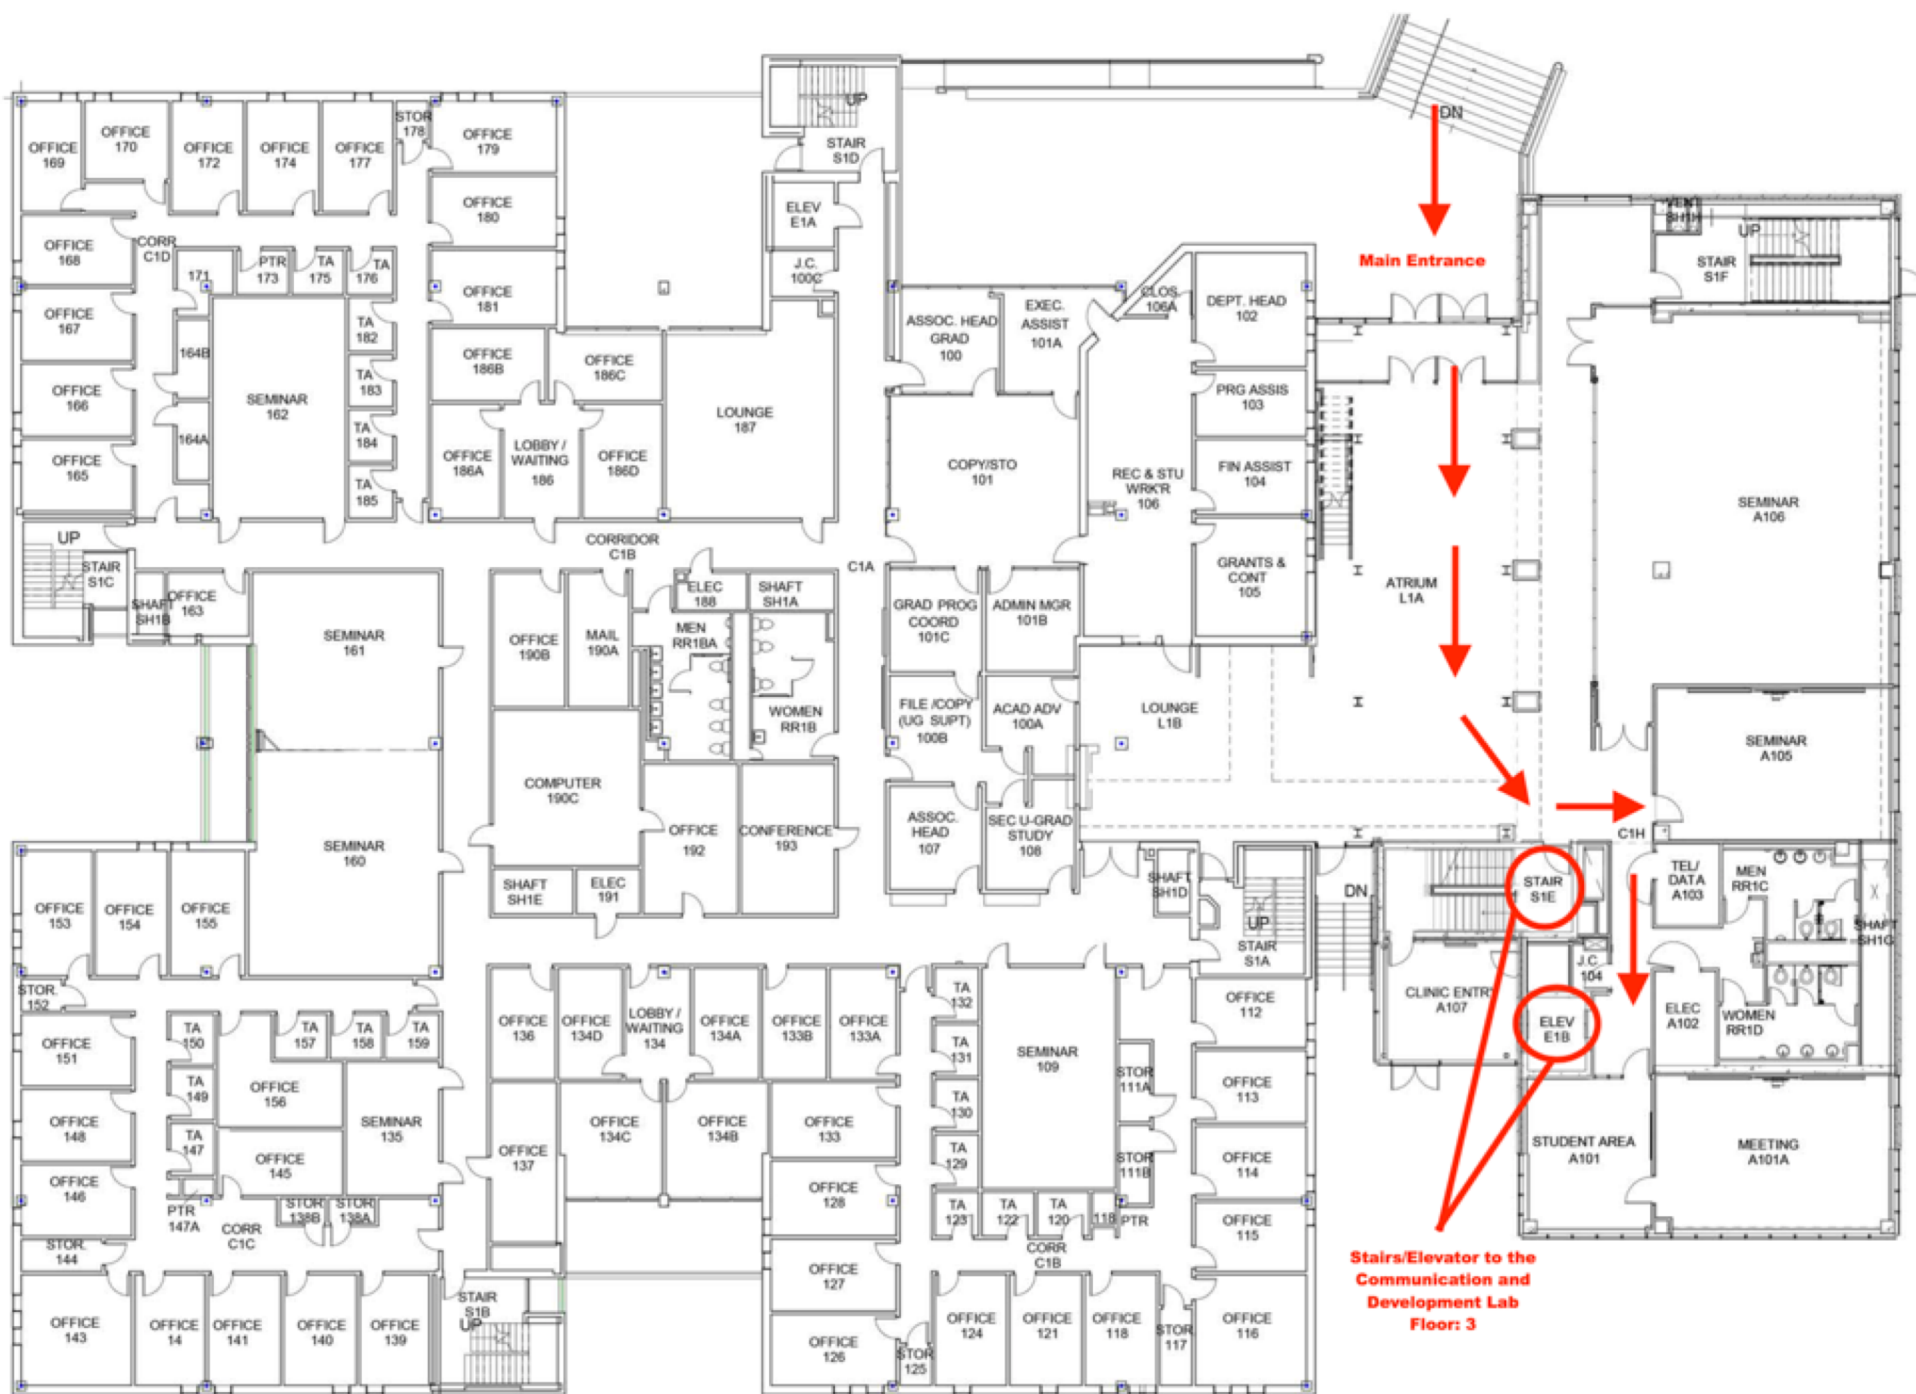 DN
Main Entrance
UP
STAIR
S1D
ELEV
E1A
J.C.
100C
OFFICE
169
OFFICE
170
OFFICE
172
OFFICE
174
OFFICE
177
STOR
178
OFFICE
179
OFFICE
180
OFFICE
181
OFFICE
168
CORR
C1D
171
PTR
173
TA
175
TA
176
OFFICE
167
164B
TA
182
OFFICE
186B
OFFICE
186C
OFFICE
166
164A
SEMINAR
162
TA
183
TA
184
TA
185
OFFICE
165
OFFICE
186A
LOBBY /
WAITING
186
OFFICE
186D
LOUNGE
187
ASSOC. HEAD
GRAD
100
EXEC.
ASSIST
101A
CLOS.
106A
DEPT. HEAD
102
PRG ASSIS
103
FIN ASSIST
104
GRANTS &
CONT
105
COPY/STO
101
REC & STU
WRK'R
106
VENT
SH1H
UP
STAIR
S1F
SEMINAR
A106
ATRIUM
L1A
UP
STAIR
S1C
SHAFT
SH1B
OFFICE
163
CORRIDOR
C1B
C1A
SEMINAR
161
OFFICE
190B
MAIL
190A
ELEC
188
SHAFT
SH1A
MEN
RR1BA
WOMEN
RR1B
GRAD PROG
COORD
101C
ADMIN MGR
101B
FILE /COPY
(UG SUPT)
100B
ACAD ADV
100A
LOUNGE
L1B
SEMINAR
A105
COMPUTER
190C
OFFICE
192
CONFERENCE
193
ASSOC.
HEAD
107
SEC U-GRAD
STUDY
108
C1H
SEMINAR
160
SHAFT
SH1E
ELEC
191
SHAFT
SH1D
UP
STAIR
S1A
DN
STAIR
S1E
TEL/
DATA
A103
MEN
RR1C
SHAFT
SH1G
J.C.
104
CLINIC ENTRY
A107
ELEV
E1B
ELEC
A102
WOMEN
RR1D
OFFICE
153
OFFICE
154
OFFICE
155
STOR.
152
OFFICE
151
TA
150
TA
157
TA
158
TA
159
OFFICE
156
TA
149
OFFICE
148
TA
147
SEMINAR
135
OFFICE
145
OFFICE
146
PTR
147A
STOR
138B
STOR
138A
CORR
C1C
STOR.
144
OFFICE
143
OFFICE
14
OFFICE
141
OFFICE
140
OFFICE
139
STAIR
S1B
UP
OFFICE
136
OFFICE
134D
LOBBY /
WAITING
134
OFFICE
134A
OFFICE
133B
OFFICE
133A
OFFICE
137
OFFICE
134C
OFFICE
134B
OFFICE
133
OFFICE
128
OFFICE
127
OFFICE
126
TA
132
TA
131
TA
130
TA
129
TA
123
TA
122
TA
120
118
PTR
SEMINAR
109
STOR
111A
STOR
111B
CORR
C1B
OFFICE
112
OFFICE
113
OFFICE
114
OFFICE
115
OFFICE
116
STOR
125
OFFICE
124
OFFICE
121
OFFICE
118
STOR.
117
STUDENT AREA
A101
MEETING
A101A
Stairs/Elevator to the
Communication and
Development Lab
Floor: 3